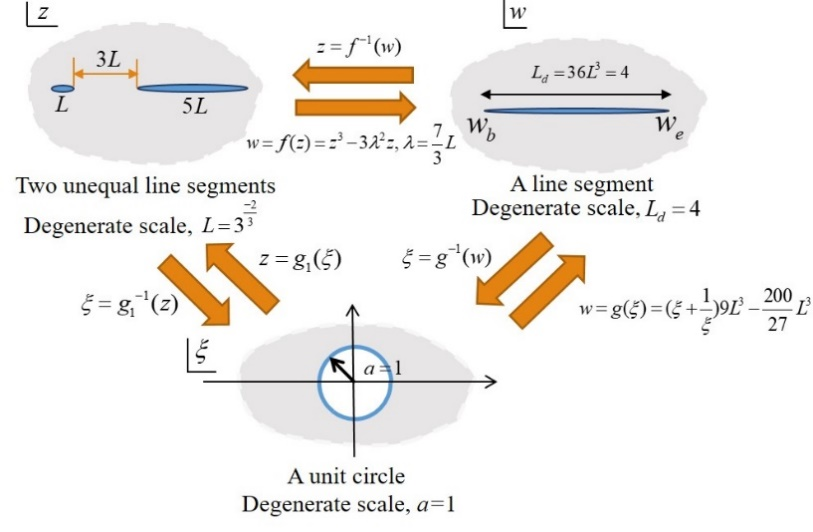 z
w
3L
L
5L
z = f⁻¹(w)
w = f(z) = z³ − 3λ²z, λ = 7/3 L
L_d = 36L³ = 4
w_b
w_e
Two unequal line segments
Degenerate scale, L = 3^(−2/3)
A line segment
Degenerate scale, L_d = 4
ξ = g₁⁻¹(z)
z = g₁(ξ)
ξ = g⁻¹(w)
w = g(ξ) = (ξ + 1/ξ)9L³ − 200/27 L³
ξ
a = 1
A unit circle
Degenerate scale, a=1